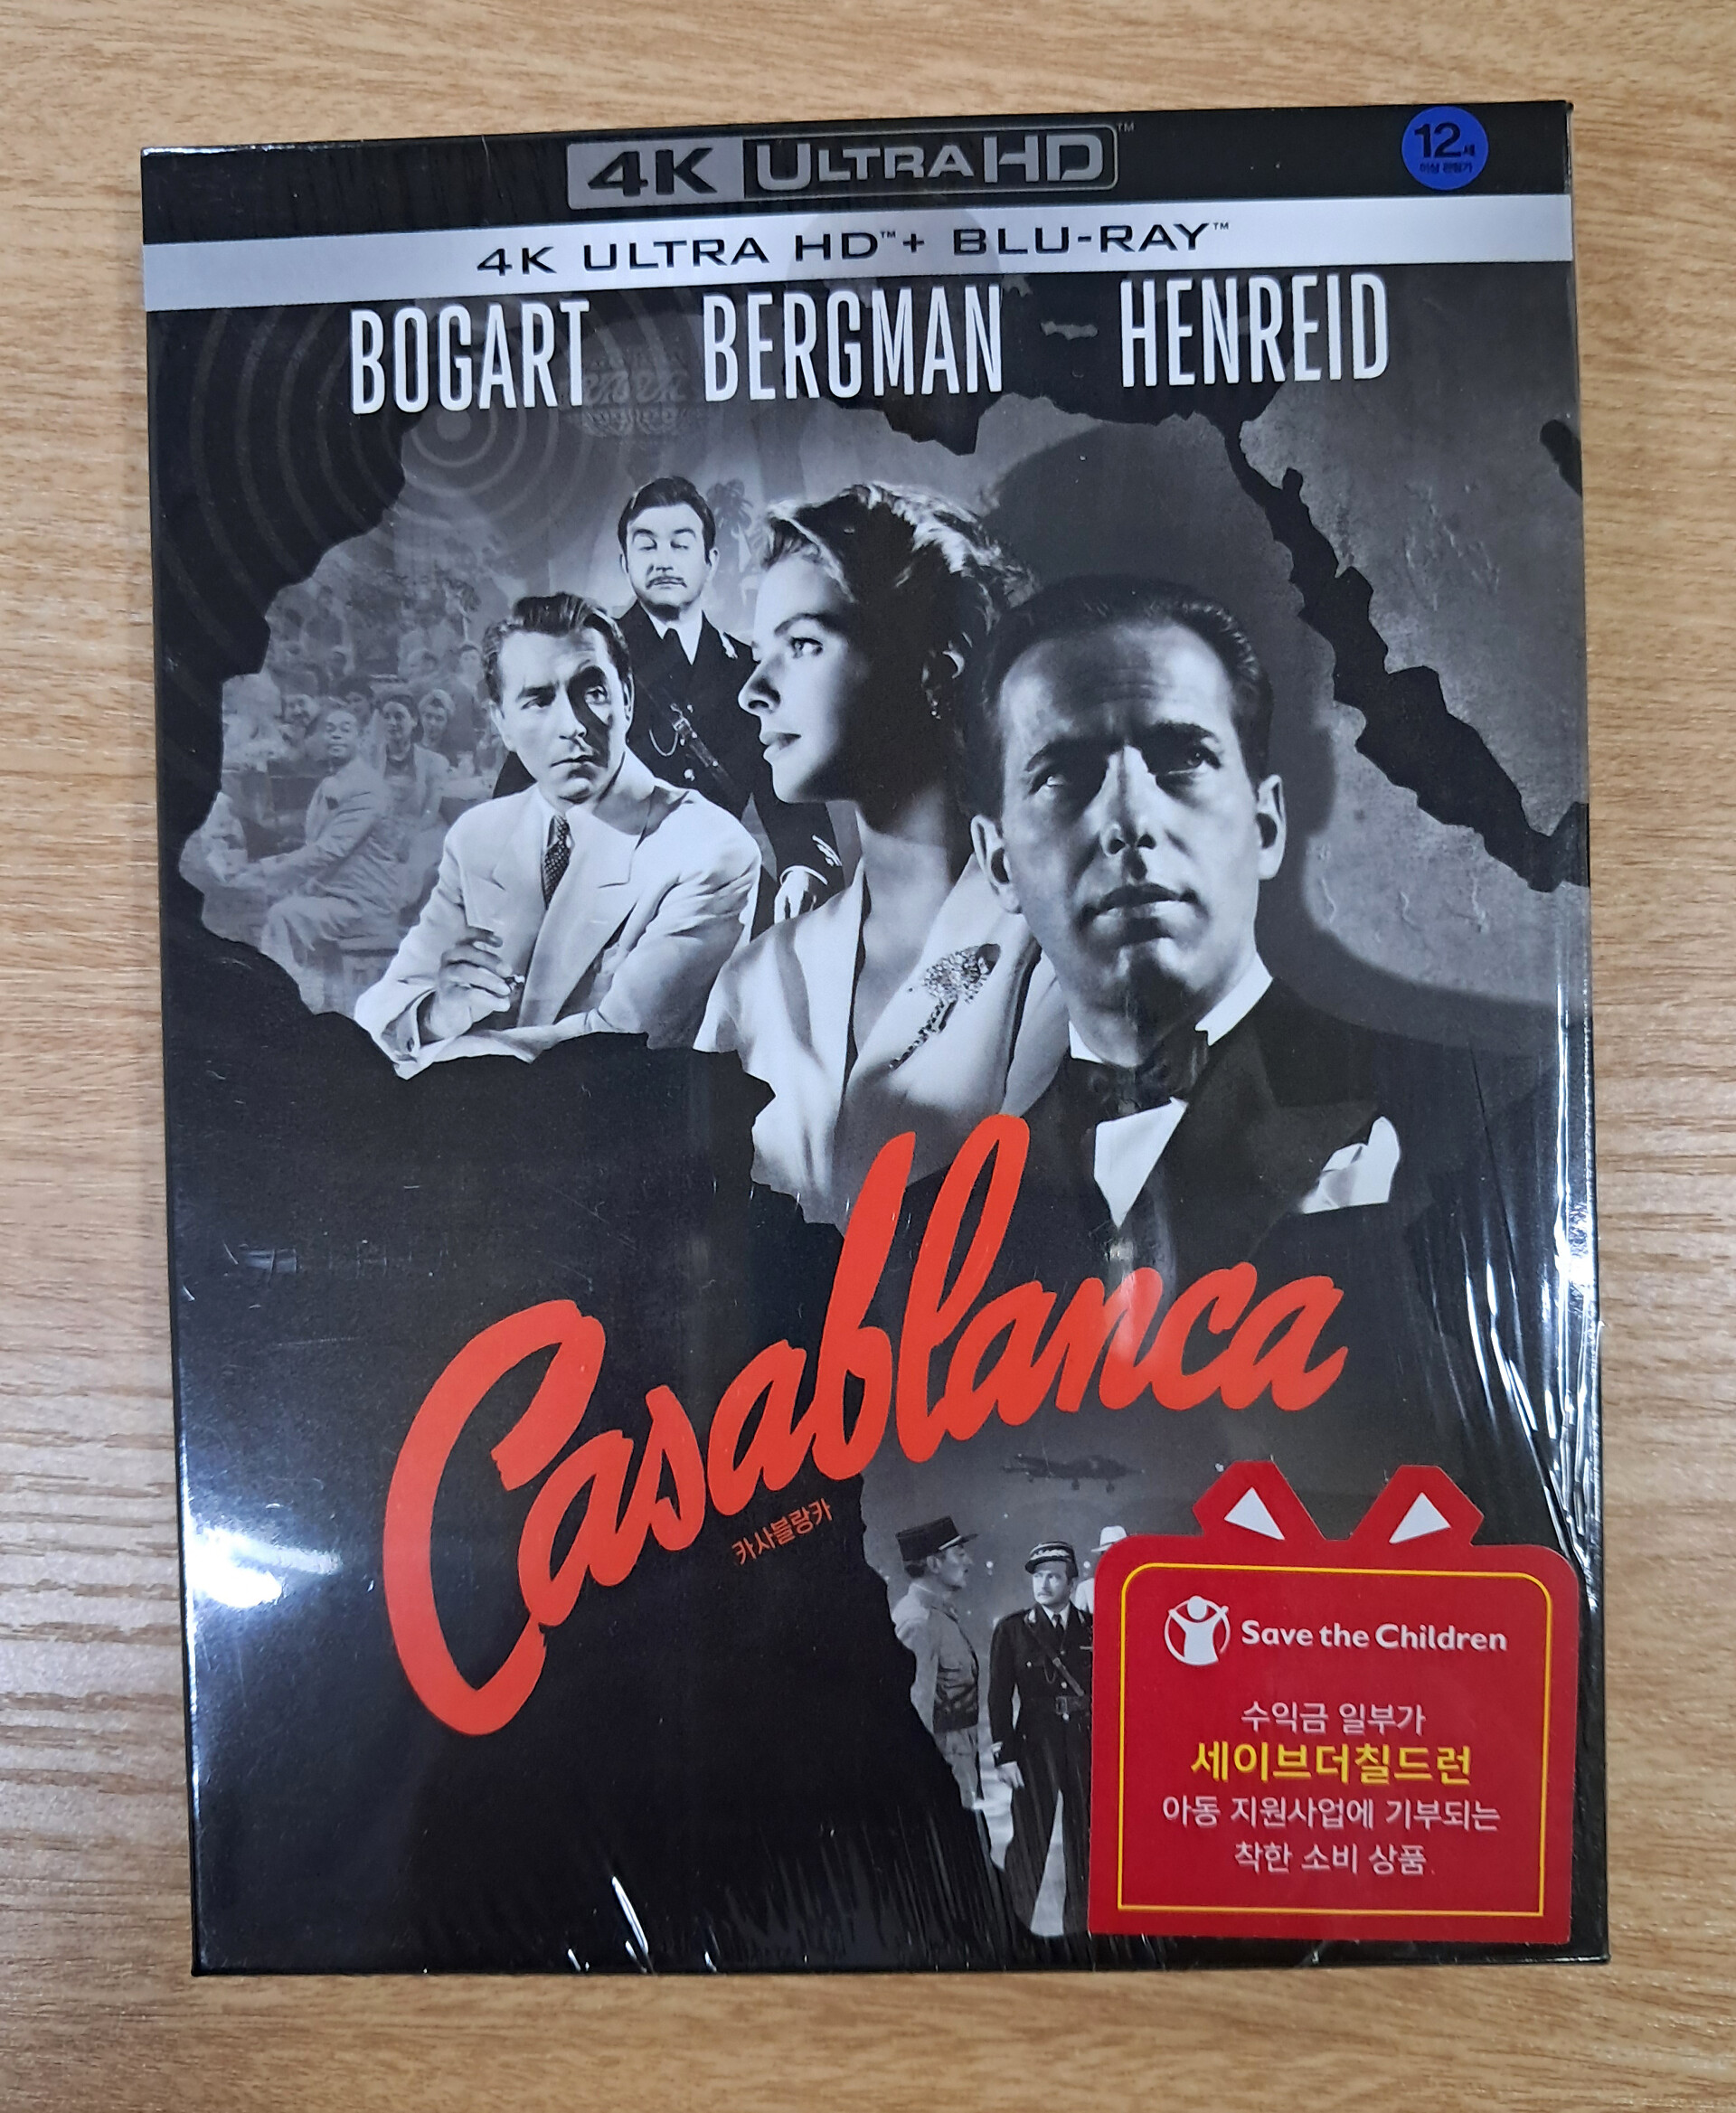 4K ULTRA HD™
12세
이상 관람가
4K ULTRA HD™ + BLU-RAY™
BOGART BERGMAN HENREID
Casablanca
카사블랑카
Save the Children
수익금 일부가
세이브더칠드런
아동 지원사업에 기부되는
착한 소비 상품